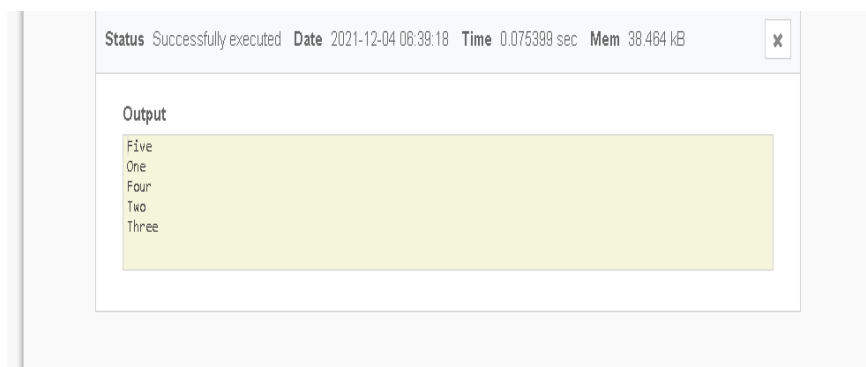 Status Successfully executed Date 2021-12-04 06:39:18 Time 0.075399 sec Mem 38.464 kB
Output
Five
One
Four
Two
Three